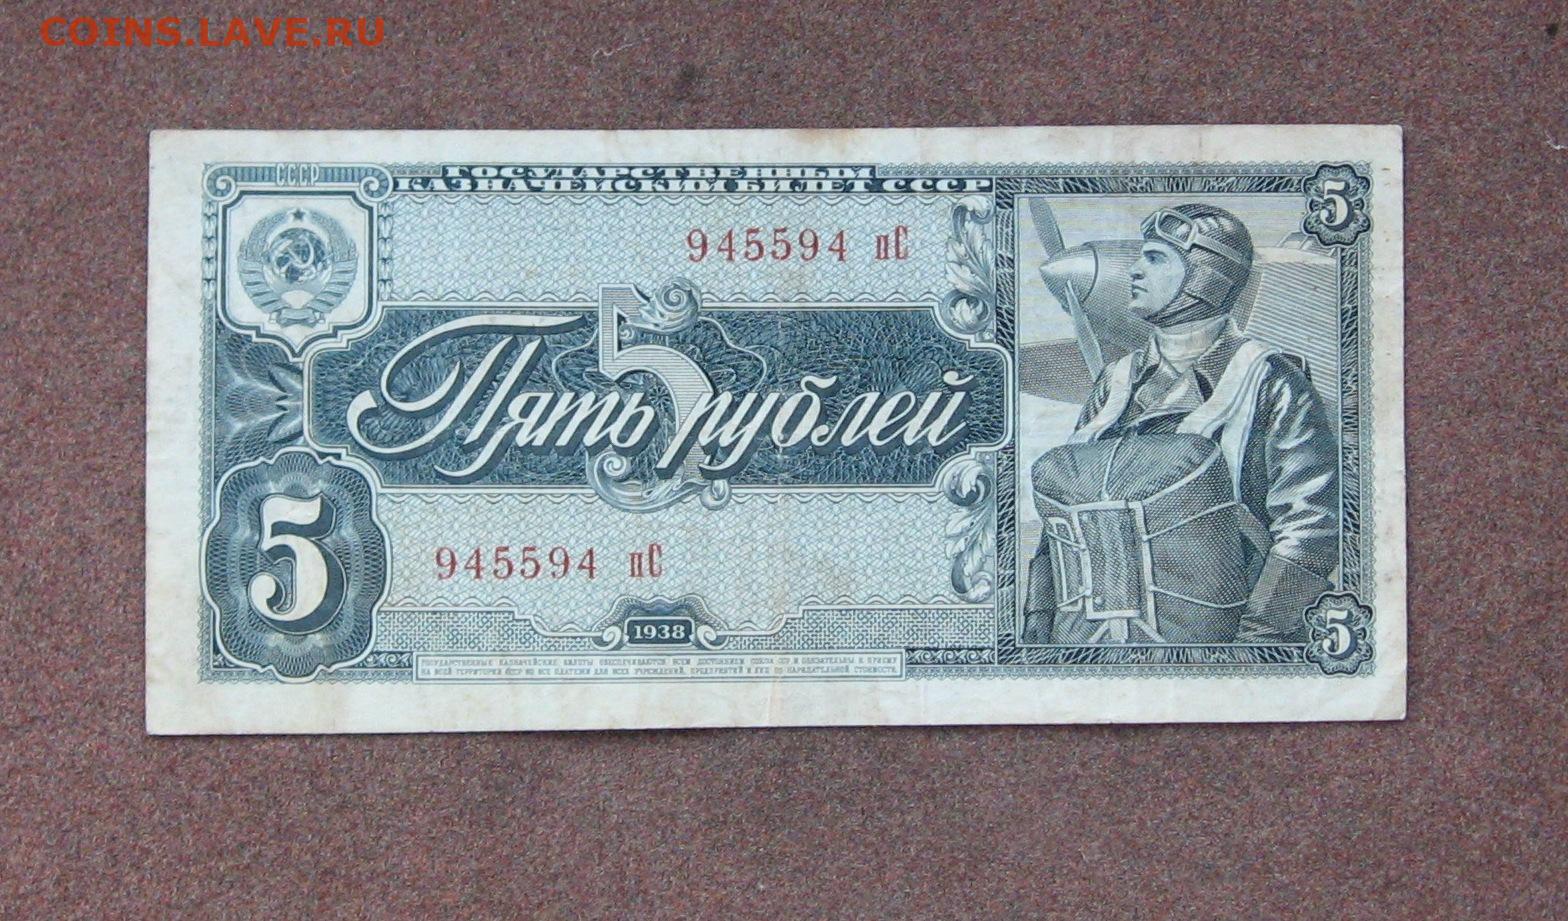 COINS.LAVE.RU
СССР
ГОСУДАРСТВЕННЫЙ
КАЗНАЧЕЙСКИЙ БИЛЕТ СССР
5
945594 пС
5
Пять рублей
5
945594 пС
1938
5